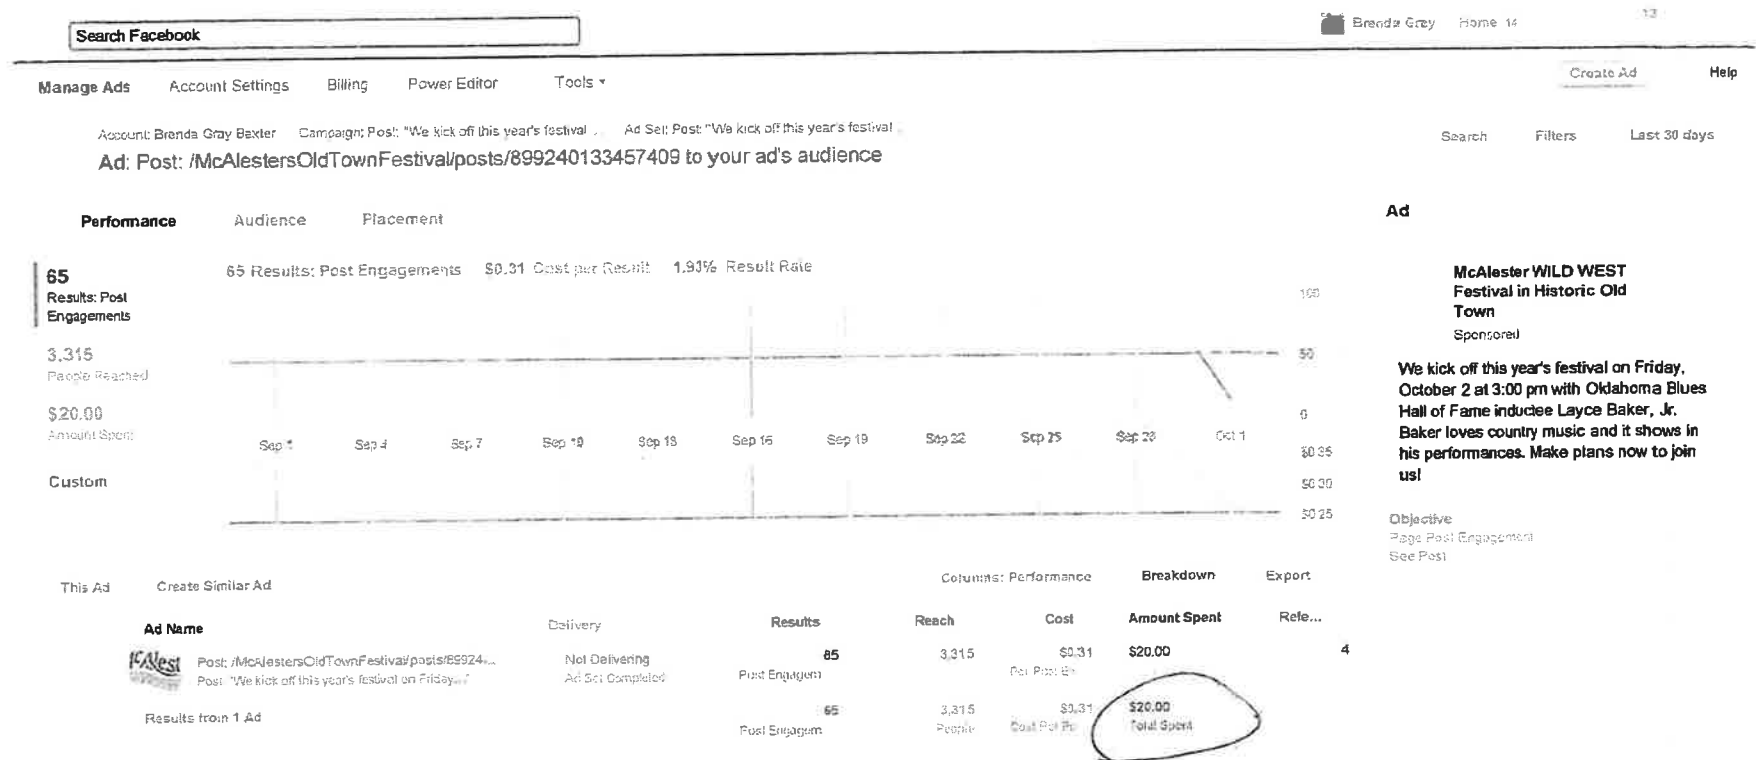 Search Facebook
Brenda Gray Home 14
13
Manage Ads Account Settings Billing Power Editor Tools
Create Ad Help
Account: Brenda Gray Baxter Campaign: Post: "We kick off this year's festival ... Ad Set: Post: "We kick off this year's festival ...
Search Filters Last 30 days
Ad: Post: /McAlestersOldTownFestival/posts/899240133457409 to your ad's audience
Performance Audience Placement
Ad
65
Results: Post
Engagements
65 Results: Post Engagements $0.31 Cost per Result 1.93% Result Rate
3,315
People Reached
$20.00
Amount Spent
Custom
100
50
0
Sep 1 Sep 4 Sep 7 Sep 10 Sep 13 Sep 16 Sep 19 Sep 22 Sep 25 Sep 28 Oct 1
$0.35
$0.30
$0.25
McAlester WILD WEST
Festival in Historic Old
Town
Sponsored
We kick off this year's festival on Friday,
October 2 at 3:00 pm with Oklahoma Blues
Hall of Fame inductee Layce Baker, Jr.
Baker loves country music and it shows in
his performances. Make plans now to join
us!
Objective
Page Post Engagement
See Post
This Ad Create Similar Ad
Columns: Performance Breakdown Export
Ad Name Delivery Results Reach Cost Amount Spent Rele...
Post: /McAlestersOldTownFestival/posts/89924... Not Delivering 65 3,315 $0.31 $20.00 4
Post: "We kick off this year's festival on Friday,..." Ad Set Completed Post Engagem Per Post En
Results from 1 Ad 65 3,315 $0.31 $20.00
Post Engagem People Cost Per Po Total Spent